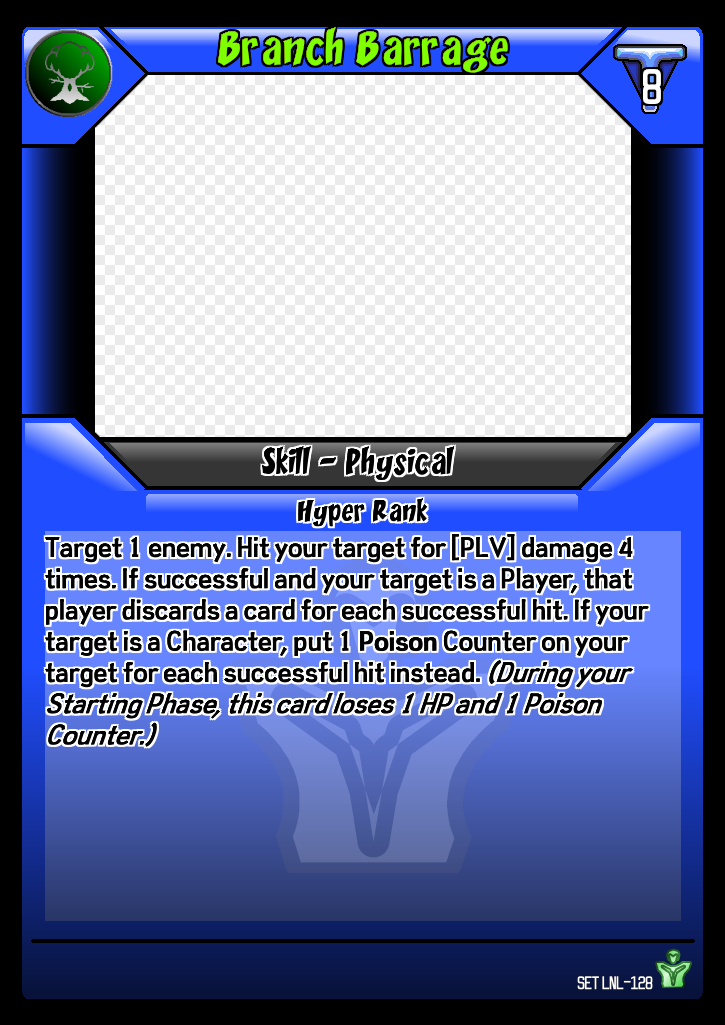 Branch Barrage
8
Skill - Physical
Hyper Rank
Target 1 enemy. Hit your target for [PLV] damage 4
times. If successful and your target is a Player, that
player discards a card for each successful hit. If your
target is a Character, put 1 Poison Counter on your
target for each successful hit instead. (During your
Starting Phase, this card loses 1 HP and 1 Poison
Counter.)
SET LNL-128